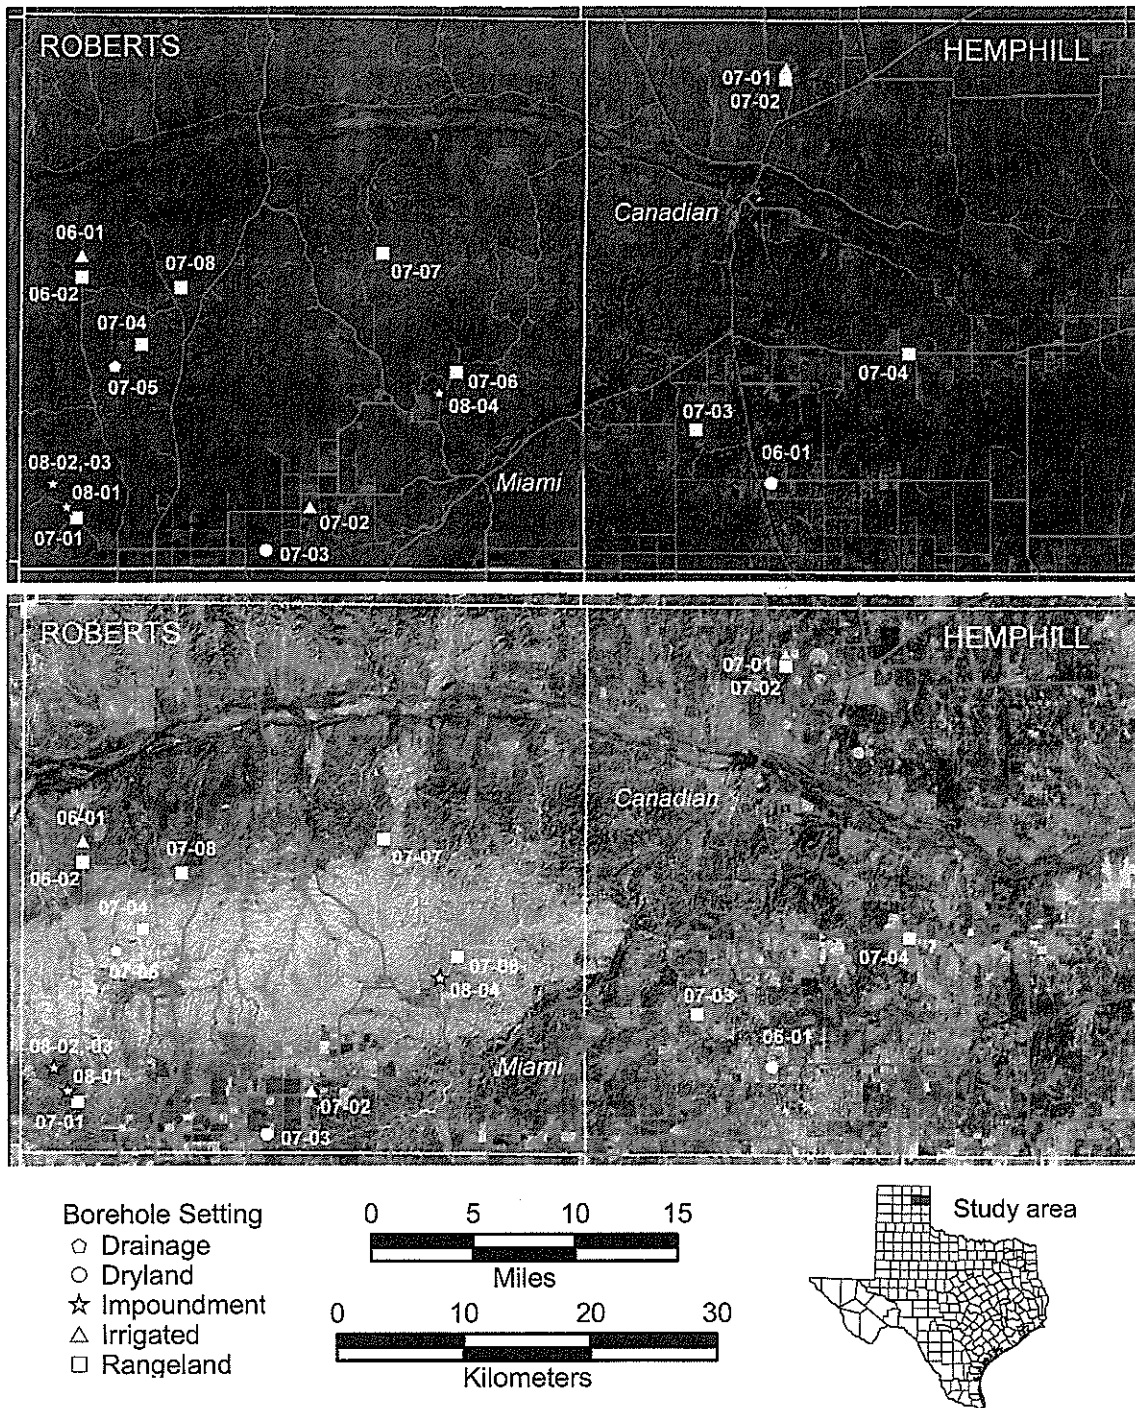 ROBERTS
HEMPHILL
07-01
07-02
Canadian
06-01
07-08
07-07
06-02
07-04
07-05
07-06
08-04
07-04
07-03
06-01
08-02,-03
08-01
07-01
Miami
07-02
07-03
ROBERTS
HEMPHILL
07-01
07-02
Canadian
06-01
07-08
07-07
06-02
07-04
07-05
07-06
08-04
07-04
07-03
06-01
08-02,-03
08-01
07-01
Miami
07-02
07-03
Borehole Setting
Drainage
Dryland
Impoundment
Irrigated
Rangeland
0 5 10 15
Miles
0 10 20 30
Kilometers
Study area